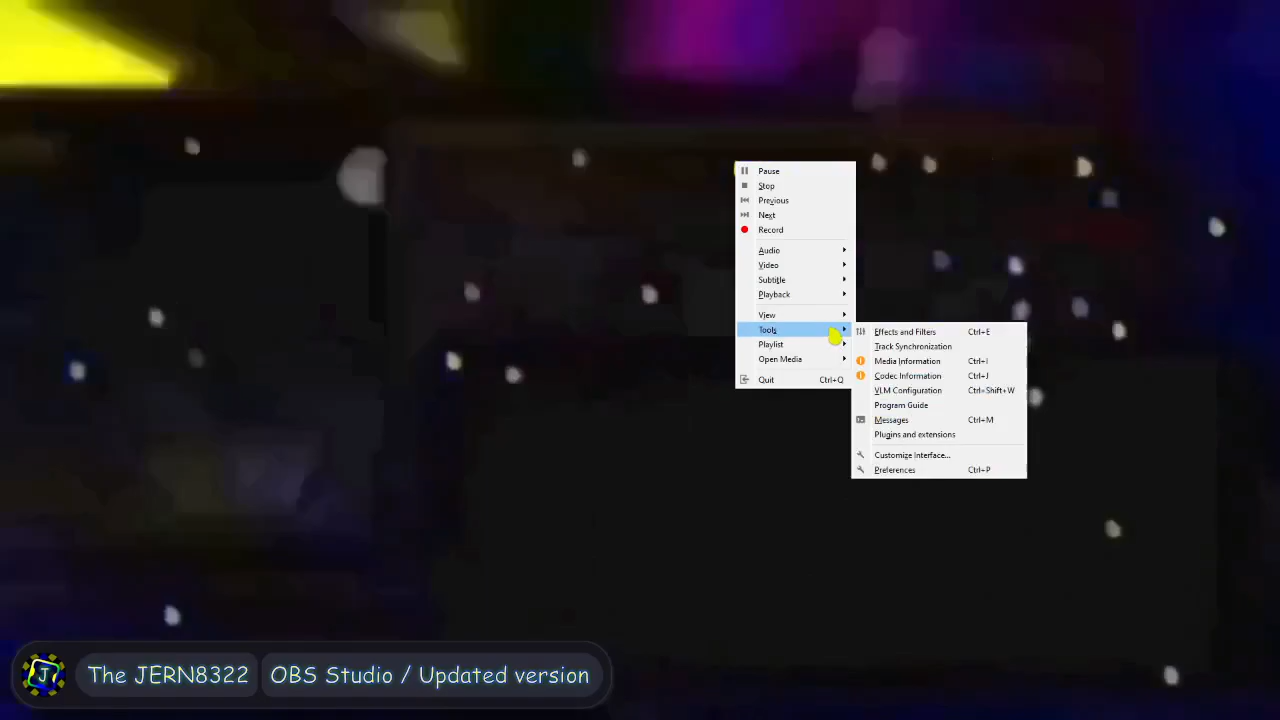 Pause
Stop
Previous
Next
Record
Audio
Video
Subtitle
Playback
View
Tools
Playlist
Open Media
Quit Ctrl+Q
Effects and Filters Ctrl+E
Track Synchronization
Media Information Ctrl+I
Codec Information Ctrl+J
VLM Configuration Ctrl+Shift+W
Program Guide
Messages Ctrl+M
Plugins and extensions
Customize Interface...
Preferences Ctrl+P
J
The JERN8322
OBS Studio / Updated version